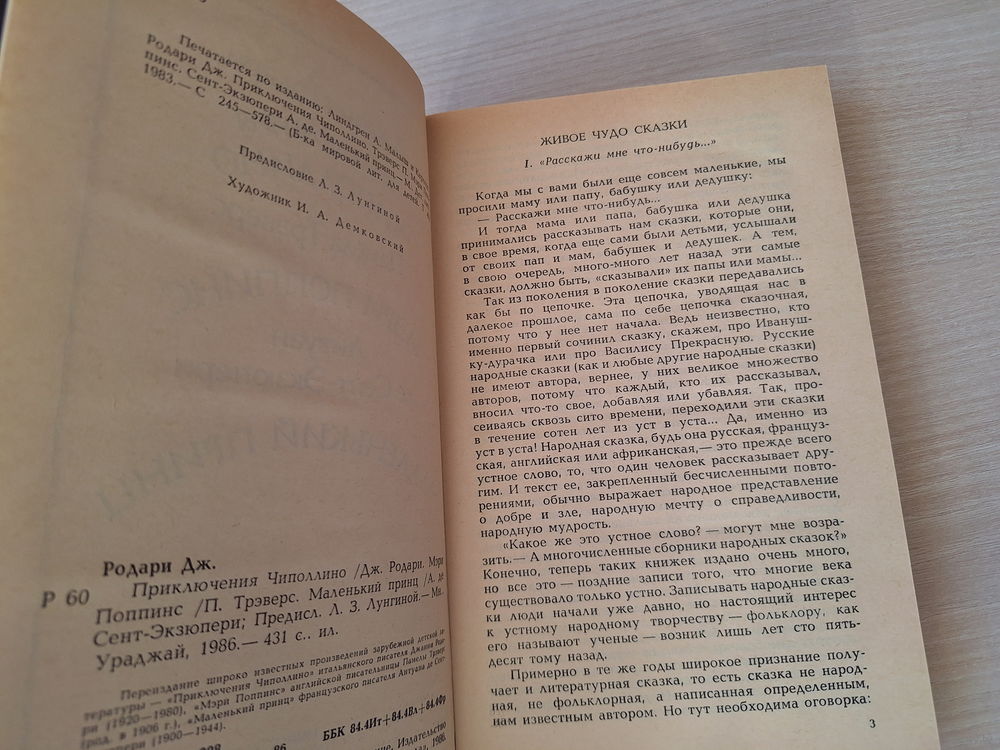 Печатается по изданию: Линдгрен А. Малыш и
Родари Дж. Приключения Чиполлино. Трэверс П. Мэри
пинс. Сент-Экзюпери А. де. Маленький принц.— М.,
1983.— С 245—578.— (Б-ка мировой лит. для детей,
Предисловие Л. З. Лунгиной
Художник И. А. Демковский
Родари Дж.
Р 60 Приключения Чиполлино /Дж. Родари. Мэри
Поппинс /П. Трэверс. Маленький принц /А. де
Сент-Экзюпери; Предисл. Л. З. Лунгиной.— Мн.:
Ураджай, 1986.— 431 с., ил.
Переиздание широко известных произведений зарубежной детской
тературы — «Приключения Чиполлино» итальянского писателя Джанни
ри (1920—1980), «Мэри Поппинс» английской писательницы Памелы Трэверс
род. в 1906 г.), «Маленький принц» французского писателя Антуана де Сент-
пери (1900—1944).
86 ББК 84.4Ит+84.4Вл+84.4Фр
Издательство
1986.
ЖИВОЕ ЧУДО СКАЗКИ
I. «Расскажи мне что-нибудь...»
Когда мы с вами были еще совсем маленькие, мы
просили маму или папу, бабушку или дедушку:
— Расскажи мне что-нибудь...
И тогда мама или папа, бабушка или дедушка
принимались рассказывать нам сказки, которые они,
в свое время, когда еще сами были детьми, услышали
от своих пап и мам, бабушек и дедушек. А тем,
в свою очередь, много-много лет назад эти самые
сказки, должно быть, «сказывали» их папы или мамы...
Так из поколения в поколение сказки передавались
как бы по цепочке. Эта цепочка, уводящая нас в
далекое прошлое, сама по себе цепочка сказочная,
потому что у нее нет начала. Ведь неизвестно, кто
именно первый сочинил сказку, скажем, про Ивануш-
ку-дурачка или про Василису Прекрасную. Русские
народные сказки (как и любые другие народные сказки)
не имеют автора, вернее, у них великое множество
авторов, потому что каждый, кто их рассказывал,
вносил что-то свое, добавляя или убавляя. Так, про-
сеиваясь сквозь сито времени, переходили эти сказки
в течение сотен лет из уст в уста... Да, именно из
уст в уста! Народная сказка, будь она русская, француз-
ская, английская или африканская,— это прежде всего
устное слово, то, что один человек рассказывает дру-
гим. И текст ее, закрепленный бесчисленными повто-
рениями, обычно выражает народное представление
о добре и зле, народную мечту о справедливости,
народную мудрость.
«Какое же это устное слово? — могут мне возра-
зить.— А многочисленные сборники народных сказок?»
Конечно, теперь таких книжек издано очень много,
но все это — поздние записи того, что многие века
существовало только устно. Записывать народные сказ-
ки люди начали уже давно, но настоящий интерес
к устному народному творчеству — фольклору, как
его называют ученые — возник лишь лет сто пять-
десят тому назад.
Примерно в те же годы широкое признание полу-
чает и литературная сказка, то есть сказка не народ-
ная, не фольклорная, а написанная определенным,
нам известным автором. Но тут необходима оговорка:
3